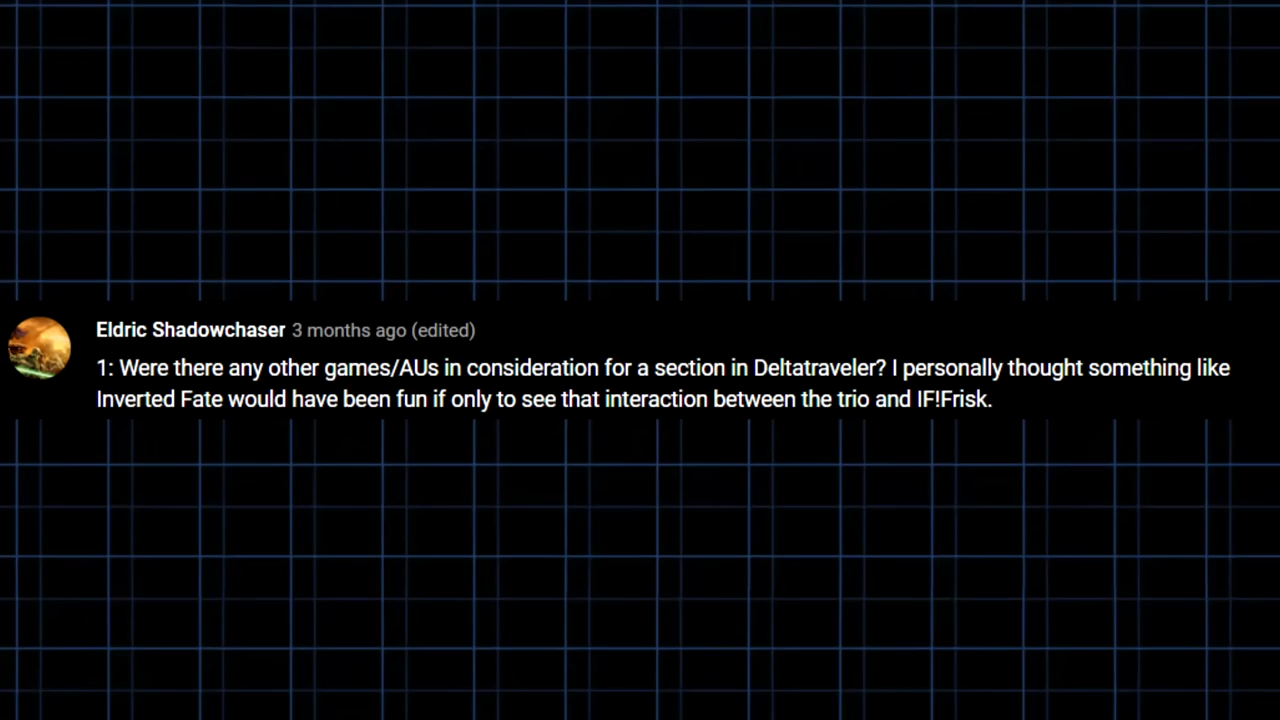 Eldric Shadowchaser 3 months ago (edited)
1: Were there any other games/AUs in consideration for a section in Deltatraveler? I personally thought something like
Inverted Fate would have been fun if only to see that interaction between the trio and IF!Frisk.